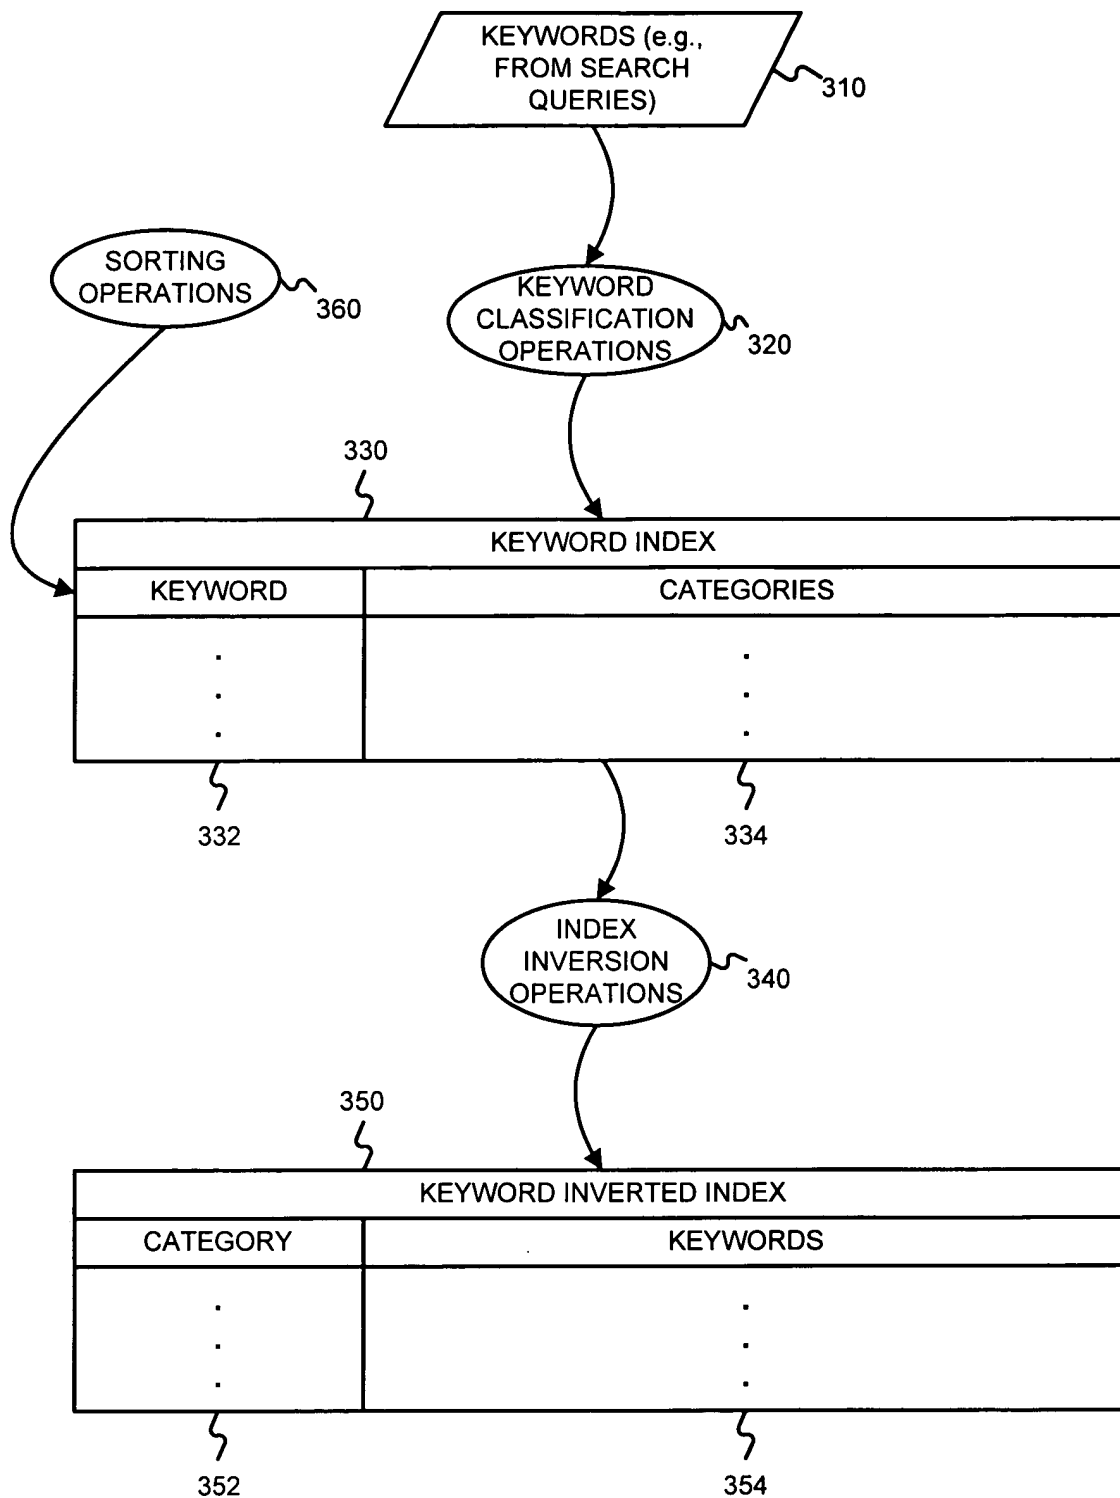 KEYWORDS (e.g.,
FROM SEARCH
QUERIES)
310
SORTING
OPERATIONS
360
KEYWORD
CLASSIFICATION
OPERATIONS
320
330
KEYWORD INDEX
KEYWORD
CATEGORIES
332
334
INDEX
INVERSION
OPERATIONS
340
350
KEYWORD INVERTED INDEX
CATEGORY
KEYWORDS
352
354